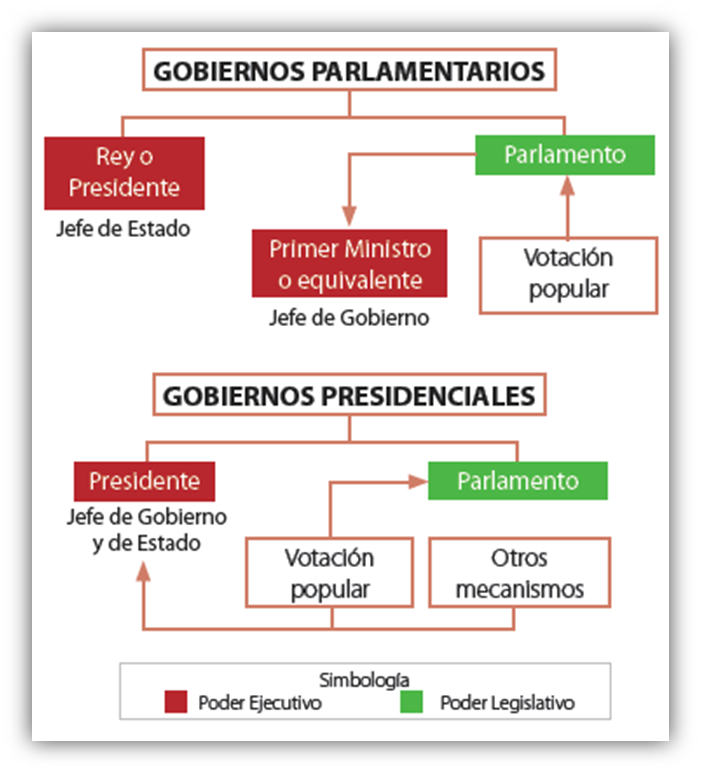 GOBIERNOS PARLAMENTARIOS
Rey o
Presidente
Jefe de Estado
Parlamento
Primer Ministro
o equivalente
Jefe de Gobierno
Votación
popular
GOBIERNOS PRESIDENCIALES
Presidente
Jefe de Gobierno
y de Estado
Parlamento
Votación
popular
Otros
mecanismos
Simbología
Poder Ejecutivo
Poder Legislativo